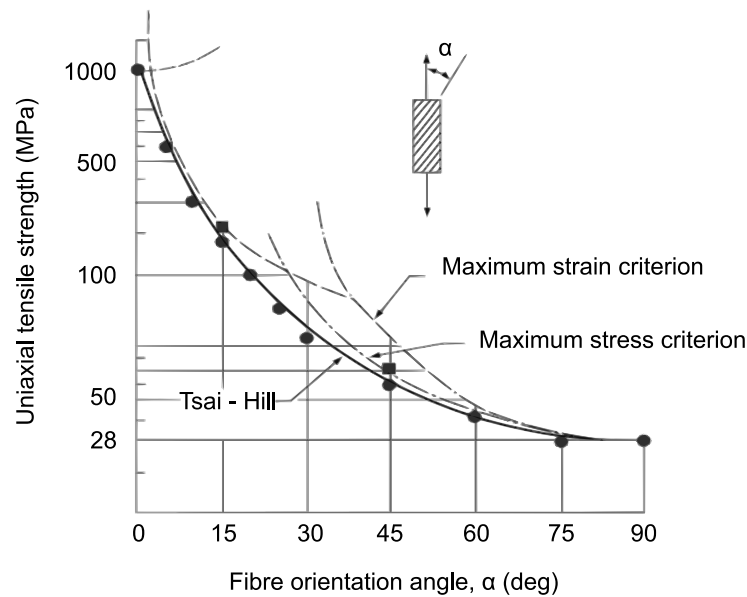 α
1000
500
100
50
28
Uniaxial tensile strength (MPa)
Maximum strain criterion
Maximum stress criterion
Tsai - Hill
0 15 30 45 60 75 90
Fibre orientation angle, α (deg)